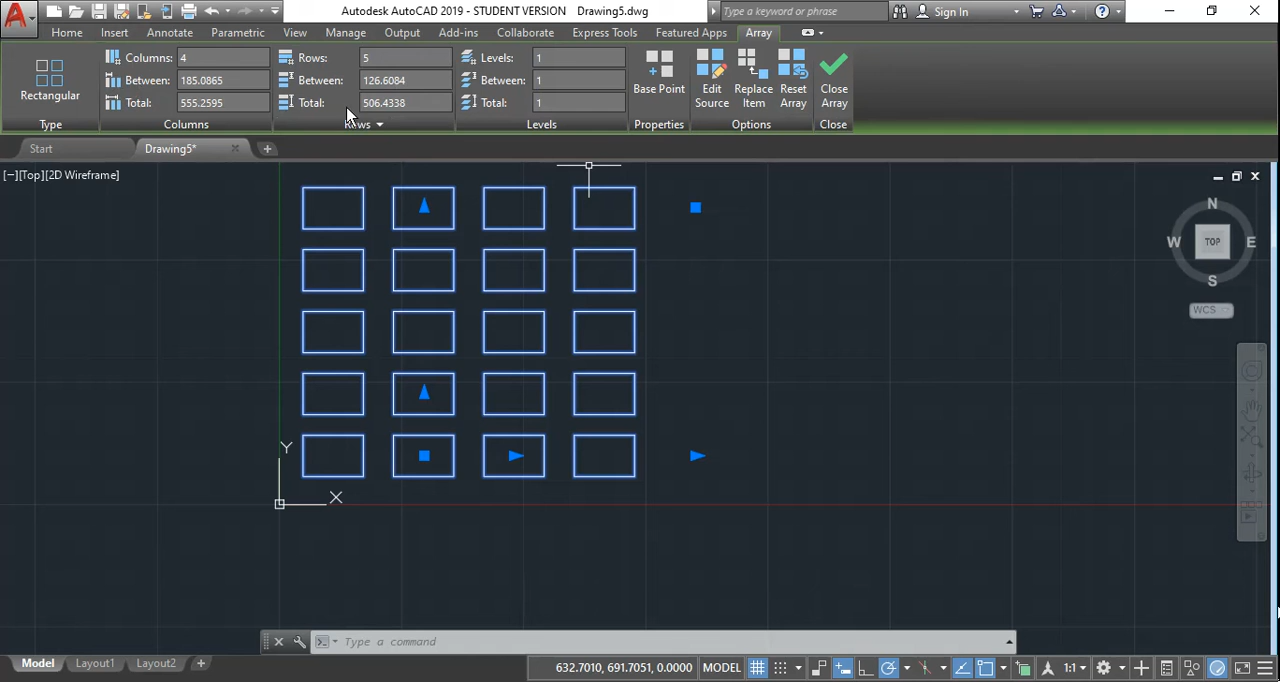 A Autodesk AutoCAD 2019 - STUDENT VERSION Drawing5.dwg Type a keyword or phrase Sign In ?
Home Insert Annotate Parametric View Manage Output Add-ins Collaborate Express Tools Featured Apps Array
Columns: 4 Rows: 5 Levels: 1
Between: 185.0865 Between: 126.6084 Between: 1
Total: 555.2595 Total: 506.4338 Total: 1
Rectangular
Base Point
Edit Source
Replace Item
Reset Array
Close Array
Type Columns Rows Levels Properties Options Close
Start Drawing5* +
[−][Top][2D Wireframe]
N
W TOP E
S
WCS
Y
X
Type a command
Model Layout1 Layout2 + 632.7010, 691.7051, 0.0000 MODEL 1:1